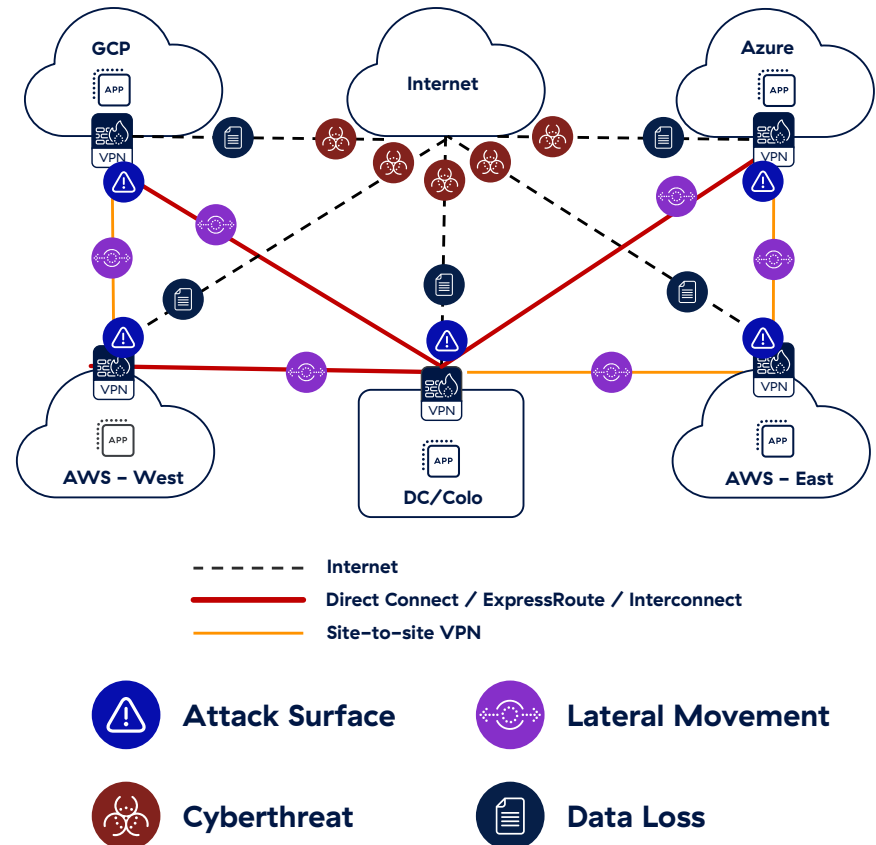 GCP
Internet
Azure
APP
APP
VPN
VPN
VPN
VPN
VPN
APP
APP
APP
AWS - West
DC/Colo
AWS - East
Internet
Direct Connect / ExpressRoute / Interconnect
Site-to-site VPN
Attack Surface
Lateral Movement
Cyberthreat
Data Loss